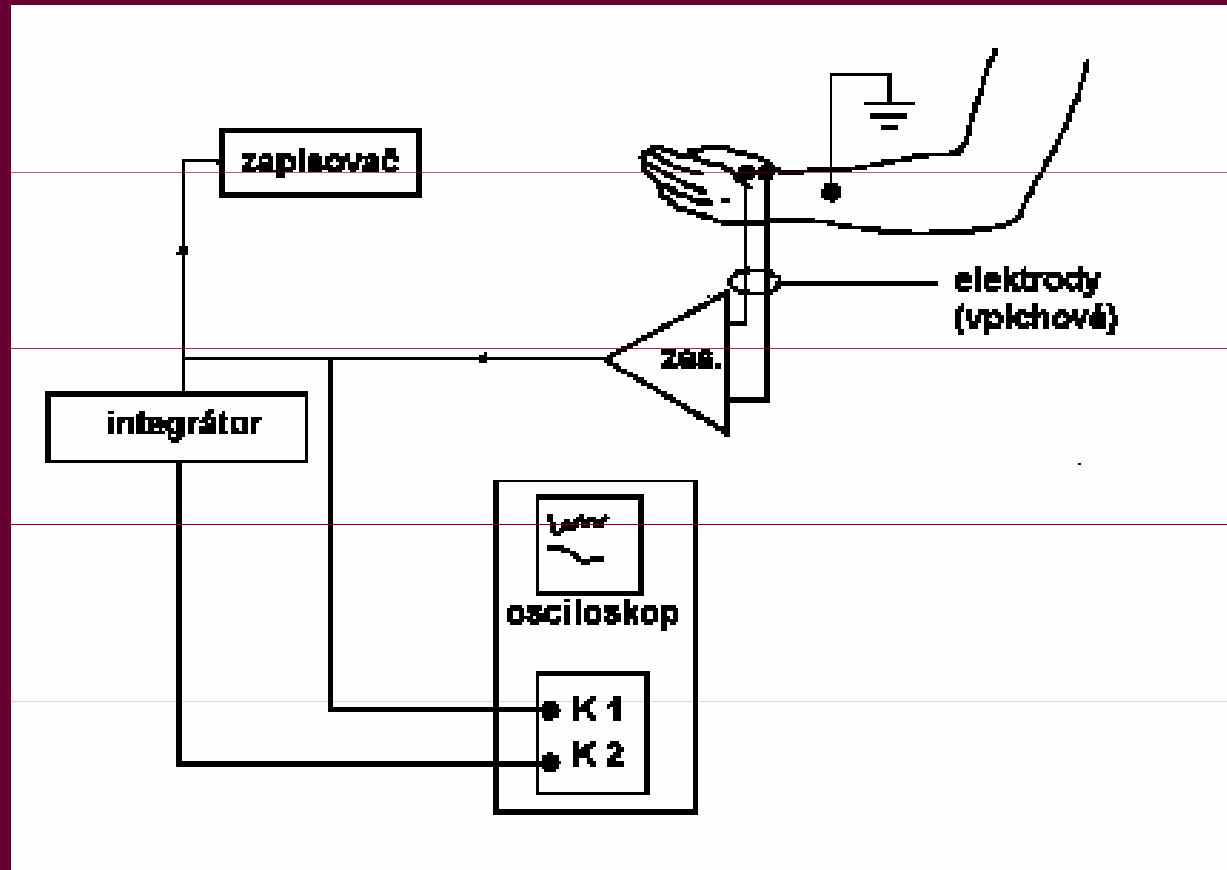 zapisovač
elektrody
(vpichové)
zes.
integrátor
osciloskop
K 1
K 2